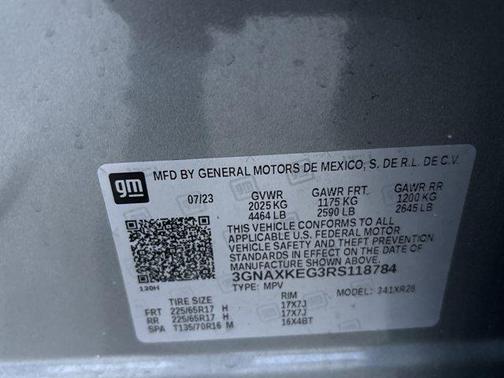 gm
MFD BY GENERAL MOTORS DE MEXICO, S. DE R.L. DE C.V.
07/23 GVWR GAWR FRT. GAWR RR
2025 KG 1175 KG 1200 KG
4464 LB 2590 LB 2645 LB
THIS VEHICLE CONFORMS TO ALL
APPLICABLE U.S. FEDERAL MOTOR
VEHICLE SAFETY AND THEFT PREVENTION
STANDARDS IN EFFECT ON THE DATE OF
MANUFACTURE SHOWN ABOVE.
3GNAXKEG3RS118784
120H TYPE: MPV MODEL: 341XR26
TIRE SIZE RIM
FRT 225/65R17 H 17X7J
RR 225/65R17 H 17X7J
SPA T135/70R16 M 16X4BT